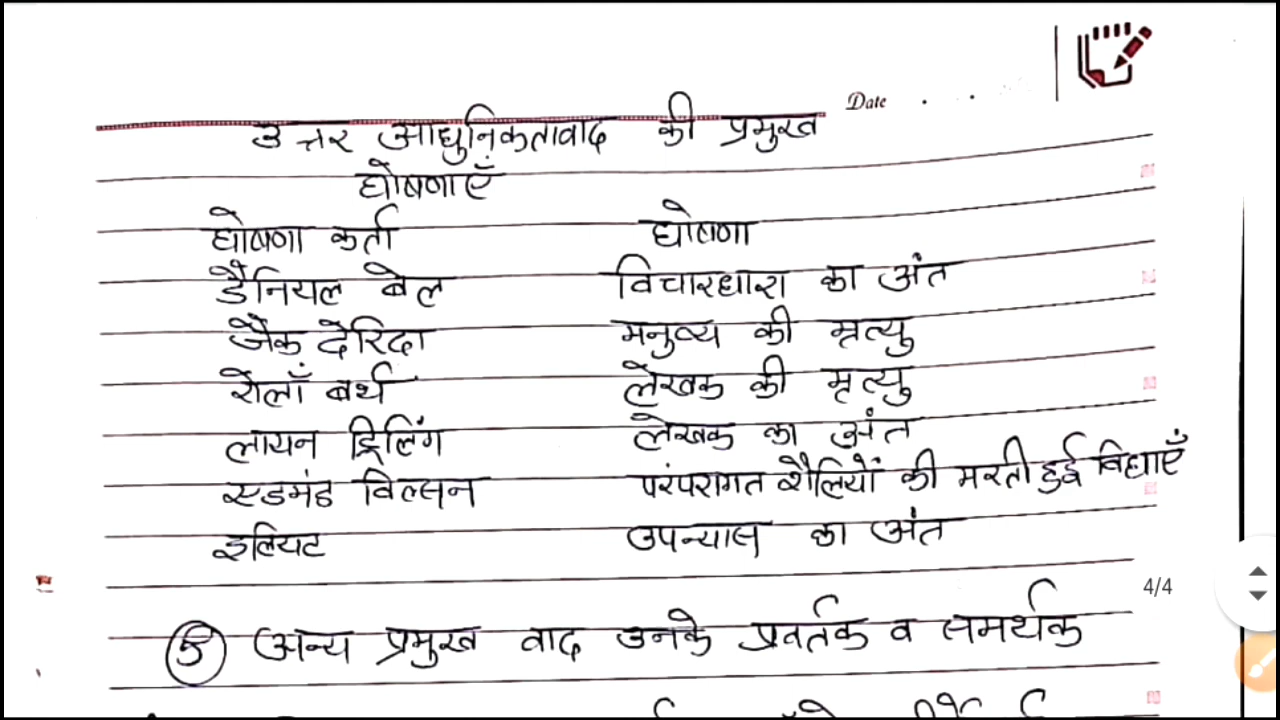 Date
उत्तर आधुनिकतावाद की प्रमुख
घोषणाएँ
घोषणा कर्ता घोषणा
डैनियल बेल विचारधारा का अंत
जैक देरिदा मनुष्य की मृत्यु
रोलाँ बर्थ लेखक की मृत्यु
लायन ट्रिलिंग लेखक का अंत
एडमंड विल्सन परंपरागत शैलियों की मरती हुई विधाएँ
इलियट उपन्यास का अंत
4/4
5 अन्य प्रमुख वाद उनके प्रवर्तक व समर्थक